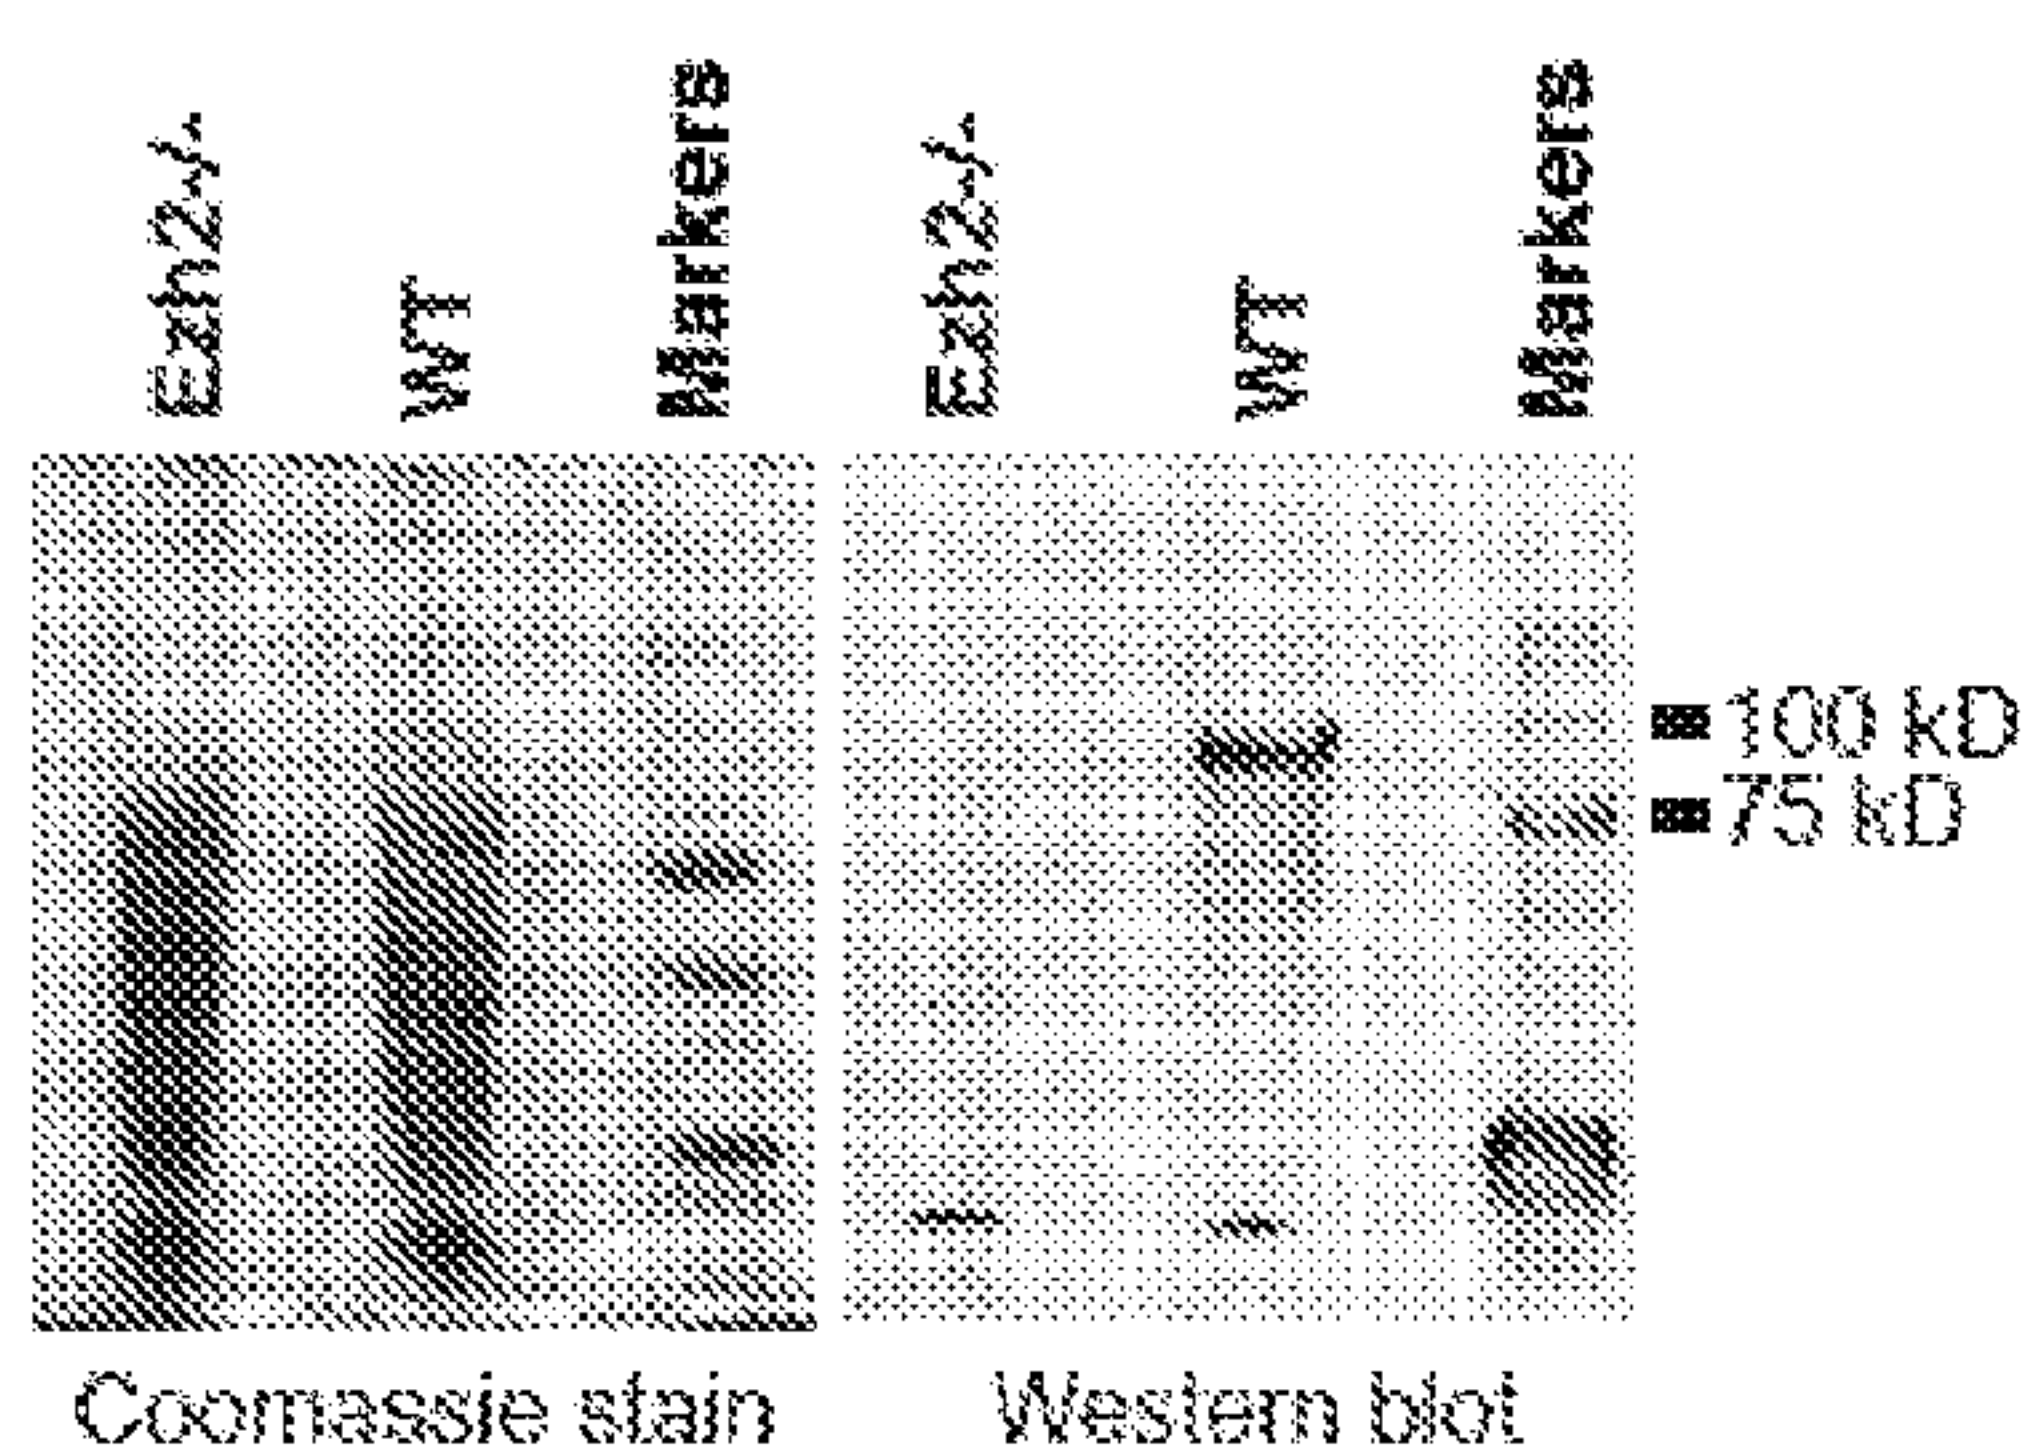 Ezh2-/-
WT
Markers
Ezh2-/-
WT
Markers
100 kD
75 kD
Coomassie stain
Western blot